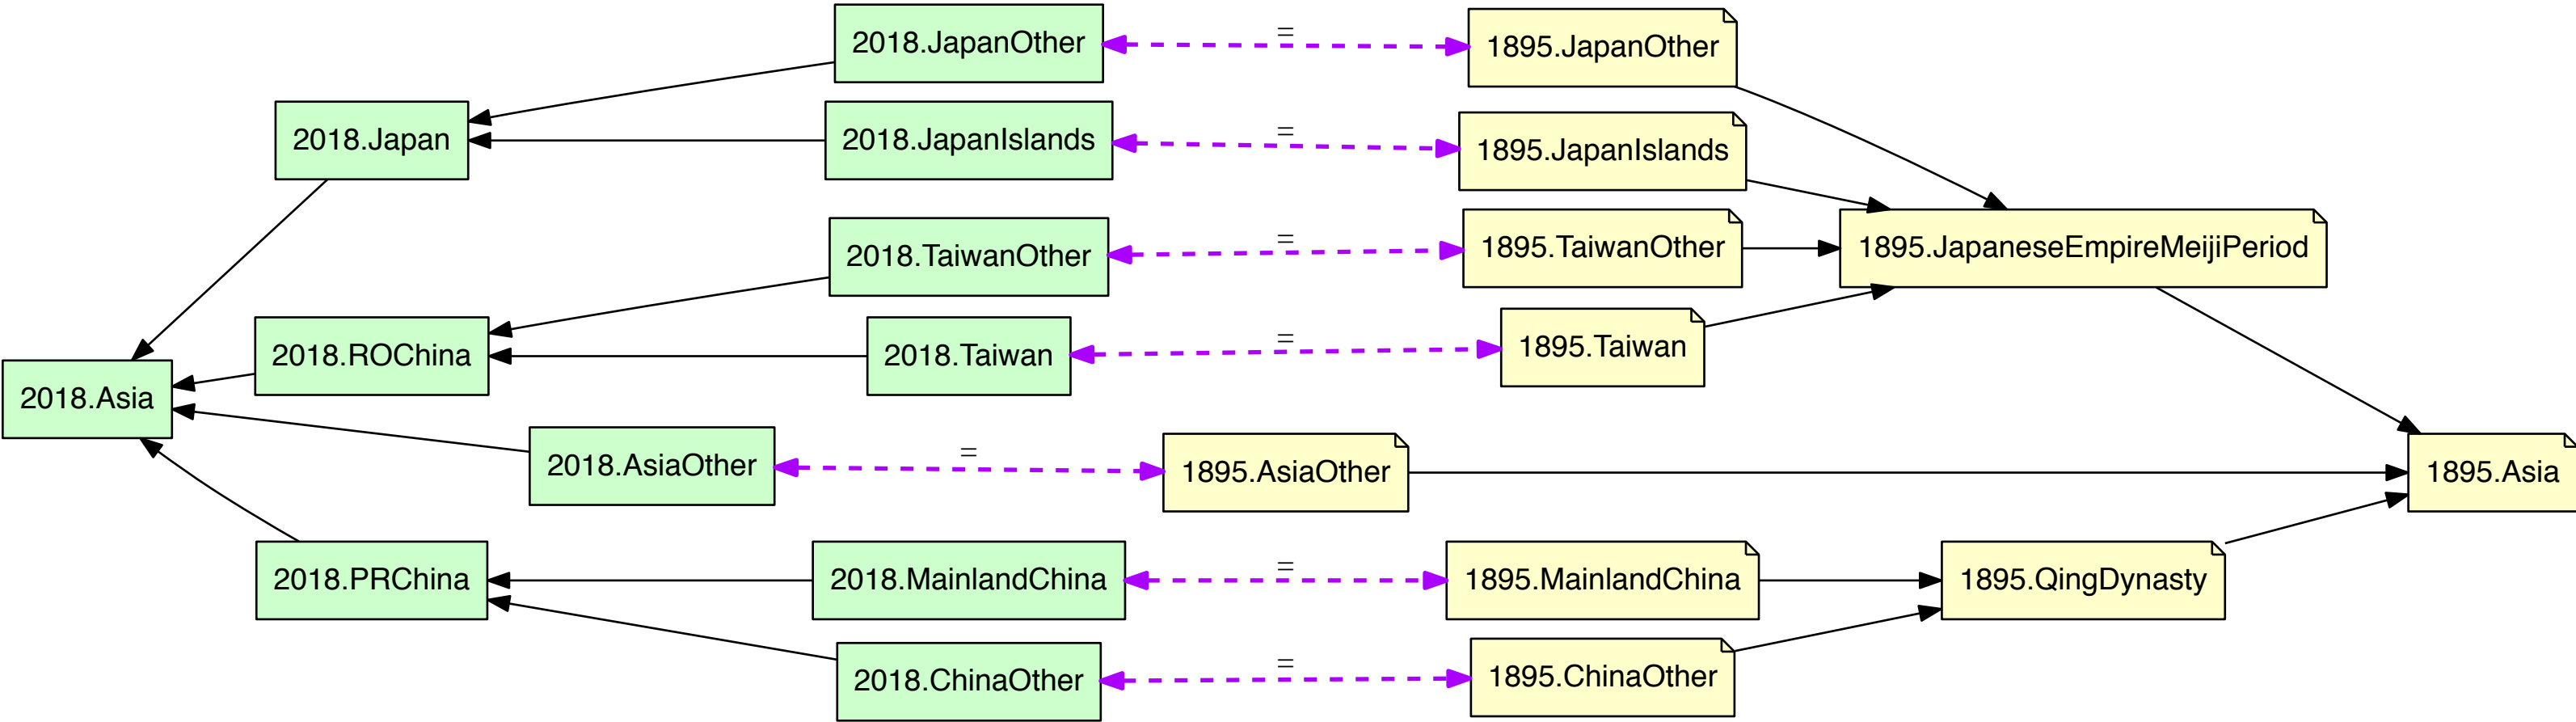 2018.JapanOther
=
1895.JapanOther
2018.Japan
2018.JapanIslands
=
1895.JapanIslands
2018.TaiwanOther
=
1895.TaiwanOther
1895.JapaneseEmpireMeijiPeriod
2018.ROChina
2018.Taiwan
=
1895.Taiwan
2018.Asia
2018.AsiaOther
=
1895.AsiaOther
1895.Asia
2018.PRChina
2018.MainlandChina
=
1895.MainlandChina
1895.QingDynasty
2018.ChinaOther
=
1895.ChinaOther